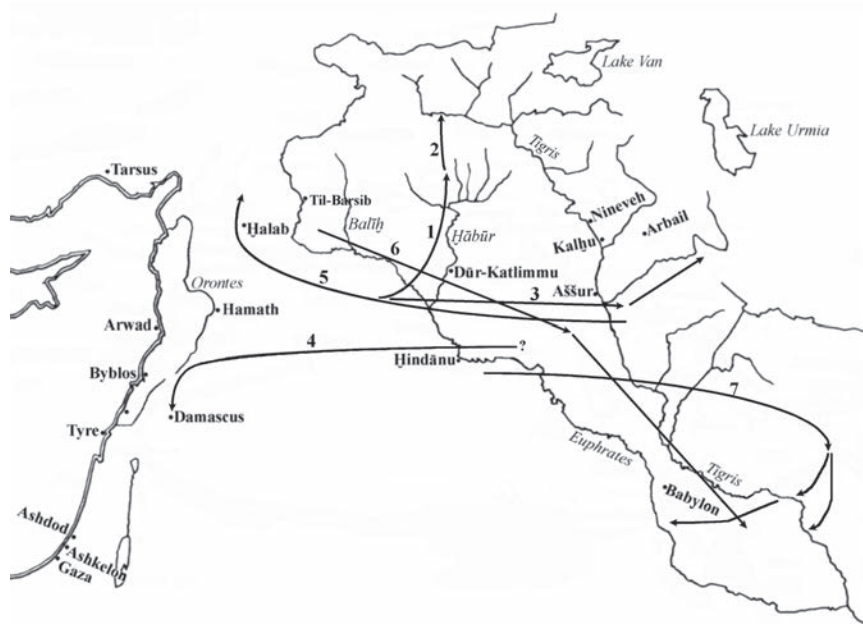 Lake Van
Lake Urmia
Tigris
2
Tarsus
Til-Barsib
Nineveh
Balīḫ
Arbail
Ḫalab
1
Ḫābūr
Kalḫu
6
Dūr-Katlimmu
Orontes
5
3
Aššur
Hamath
Arwad
4
?
Ḫindānu
Byblos
7
Damascus
Tyre
Euphrates
Tigris
Babylon
Ashdod
Ashkelon
Gaza